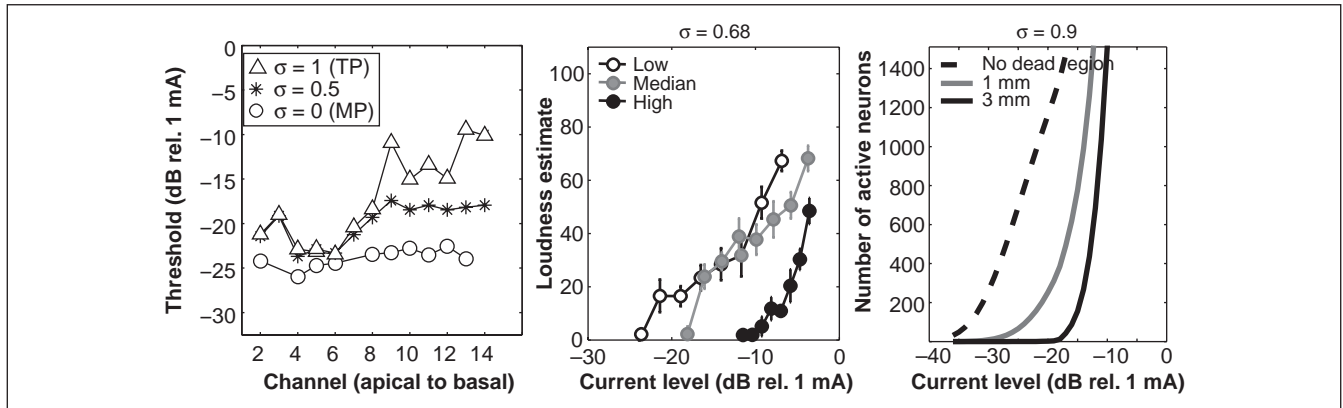 0
−5
−10
−15
−20
−25
−30
Threshold (dB rel. 1 mA)
σ = 1 (TP)
σ = 0.5
σ = 0 (MP)
2 4 6 8 10 12 14
Channel (apical to basal)
σ = 0.68
100
80
60
40
20
0
Loudness estimate
Low
Median
High
−30 −20 −10 0
Current level (dB rel. 1 mA)
σ = 0.9
1400
1200
1000
800
600
400
200
Number of active neurons
No dead region
1 mm
3 mm
−40 −30 −20 −10 0
Current level (dB rel. 1 mA)